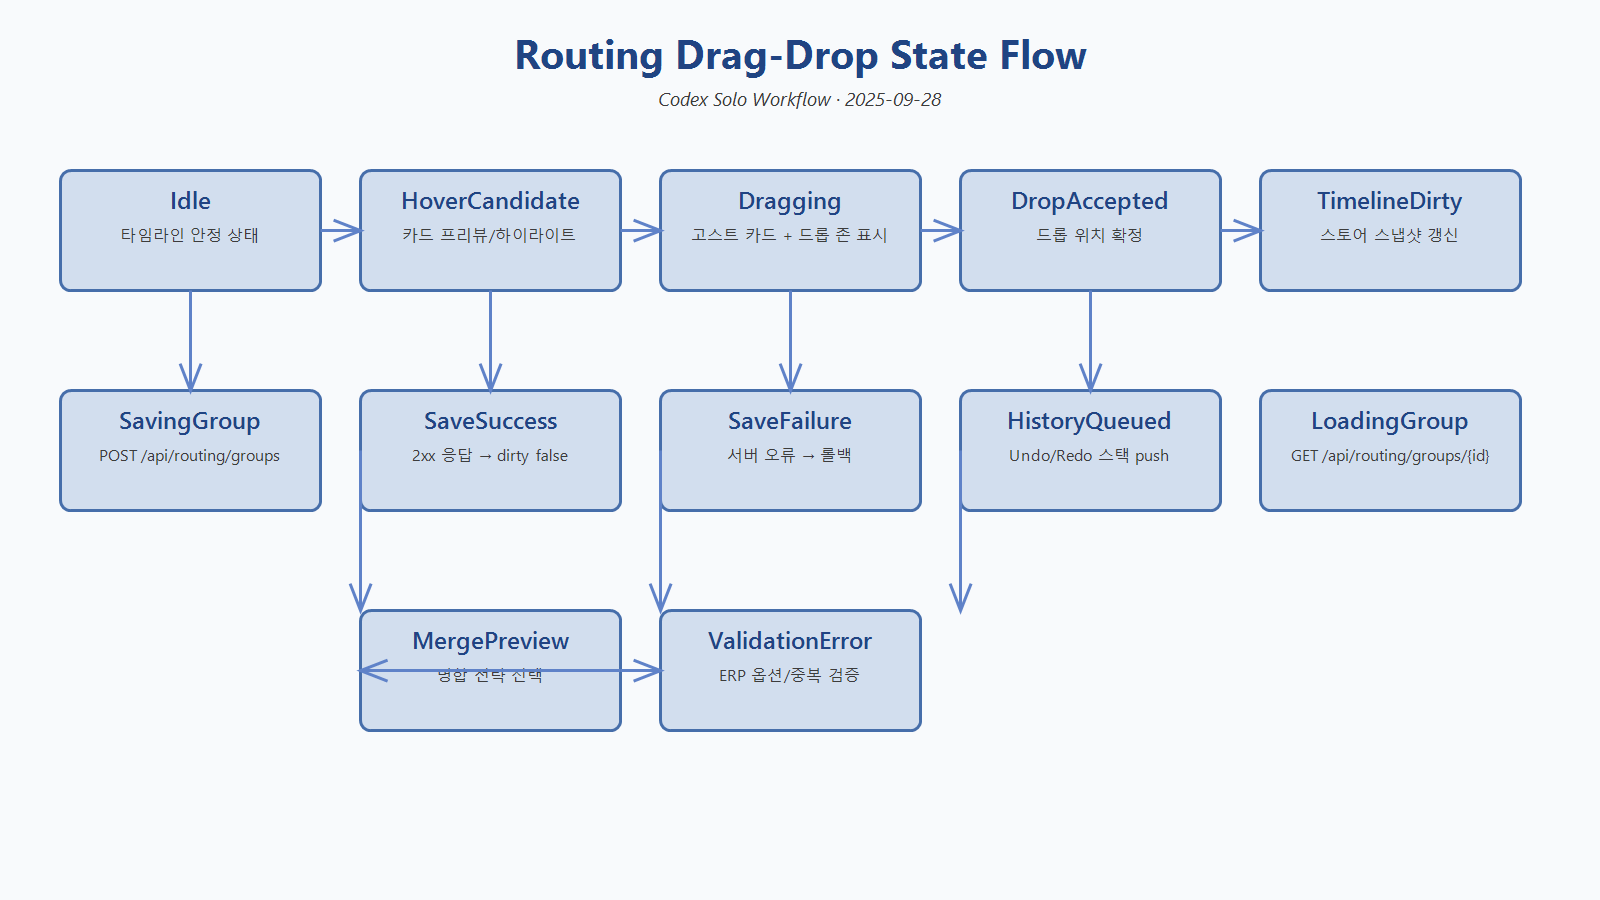 Routing Drag-Drop State Flow
Codex Solo Workflow · 2025-09-28
Idle
타임라인 안정 상태
HoverCandidate
카드 프리뷰/하이라이트
Dragging
고스트 카드 + 드롭 존 표시
DropAccepted
드롭 위치 확정
TimelineDirty
스토어 스냅샷 갱신
SavingGroup
POST /api/routing/groups
SaveSuccess
2xx 응답 → dirty false
SaveFailure
서버 오류 → 롤백
HistoryQueued
Undo/Redo 스택 push
LoadingGroup
GET /api/routing/groups/{id}
MergePreview
병합 전략 선택
ValidationError
ERP 옵션/중복 검증